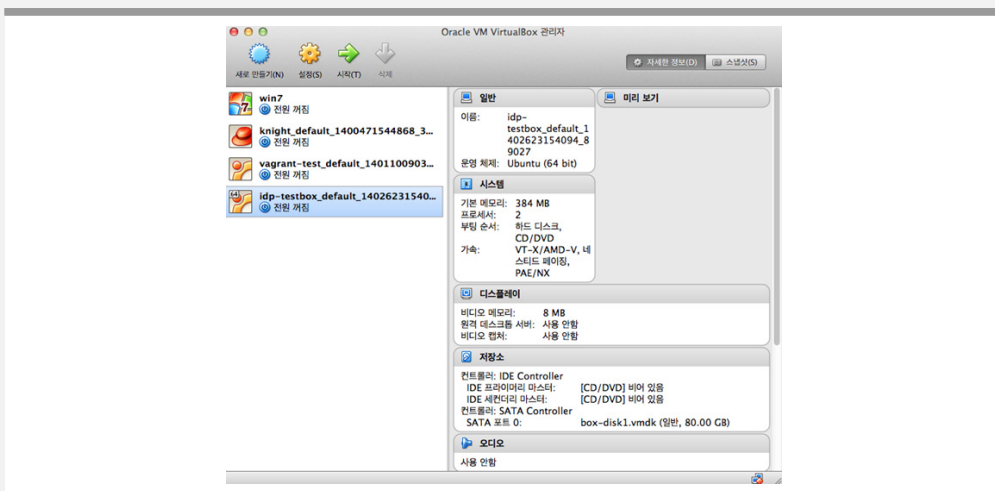 Oracle VM VirtualBox 관리자
새로 만들기(N) 설정(S) 시작(T) 삭제
자세한 정보(D) 스냅샷(S)
win7
전원 꺼짐
knight_default_1400471544868_3...
전원 꺼짐
vagrant-test_default_1401100903...
전원 꺼짐
idp-testbox_default_14026231540...
전원 꺼짐
일반
이름: idp-
testbox_default_1
402623154094_8
9027
운영 체제: Ubuntu (64 bit)
미리 보기
시스템
기본 메모리: 384 MB
프로세서: 2
부팅 순서: 하드 디스크,
CD/DVD
가속: VT-X/AMD-V, 네
스티드 페이징,
PAE/NX
디스플레이
비디오 메모리: 8 MB
원격 데스크톱 서버: 사용 안함
비디오 캡처: 사용 안함
저장소
컨트롤러: IDE Controller
IDE 프라이머리 마스터: [CD/DVD] 비어 있음
IDE 세컨더리 마스터: [CD/DVD] 비어 있음
컨트롤러: SATA Controller
SATA 포트 0: box-disk1.vmdk (일반, 80.00 GB)
오디오
사용 안함